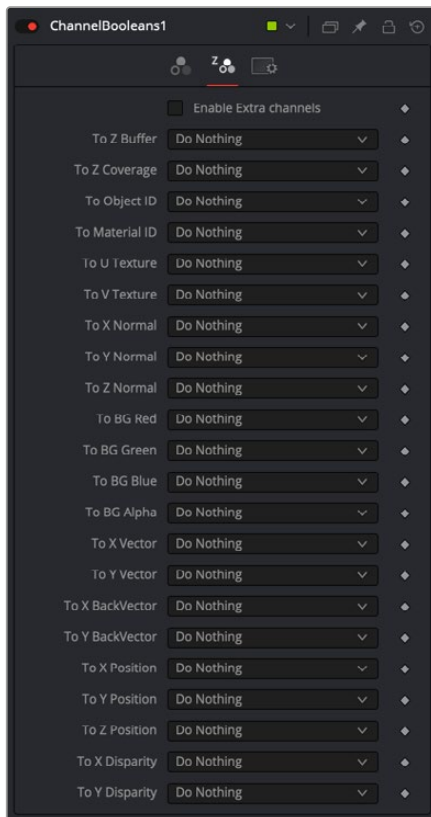 ChannelBooleans1
Z
Enable Extra channels
To Z Buffer Do Nothing
To Z Coverage Do Nothing
To Object ID Do Nothing
To Material ID Do Nothing
To U Texture Do Nothing
To V Texture Do Nothing
To X Normal Do Nothing
To Y Normal Do Nothing
To Z Normal Do Nothing
To BG Red Do Nothing
To BG Green Do Nothing
To BG Blue Do Nothing
To BG Alpha Do Nothing
To X Vector Do Nothing
To Y Vector Do Nothing
To X BackVector Do Nothing
To Y BackVector Do Nothing
To X Position Do Nothing
To Y Position Do Nothing
To Z Position Do Nothing
To X Disparity Do Nothing
To Y Disparity Do Nothing